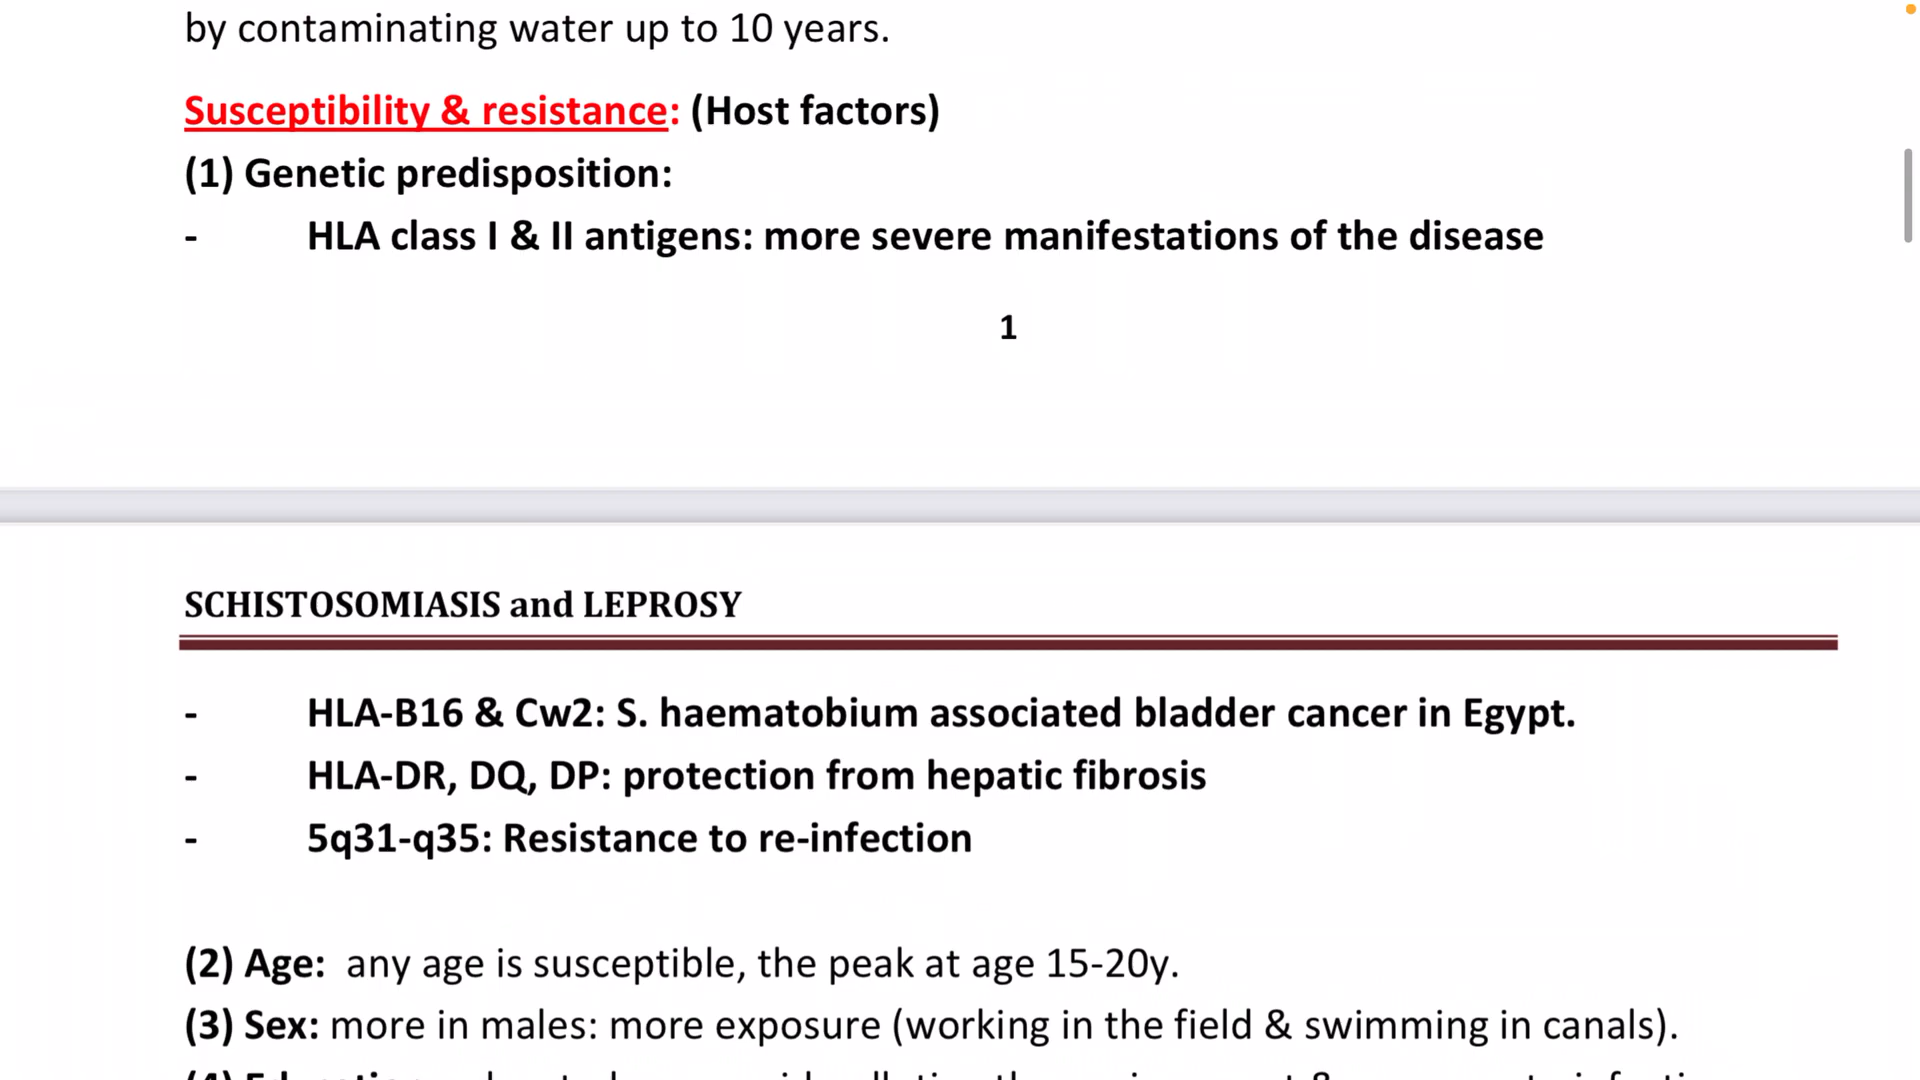 by contaminating water up to 10 years.
Susceptibility & resistance: (Host factors)
(1) Genetic predisposition:
- HLA class I & II antigens: more severe manifestations of the disease
1
SCHISTOSOMIASIS and LEPROSY
- HLA-B16 & Cw2: S. haematobium associated bladder cancer in Egypt.
- HLA-DR, DQ, DP: protection from hepatic fibrosis
- 5q31-q35: Resistance to re-infection
(2) Age: any age is susceptible, the peak at age 15-20y.
(3) Sex: more in males: more exposure (working in the field & swimming in canals).